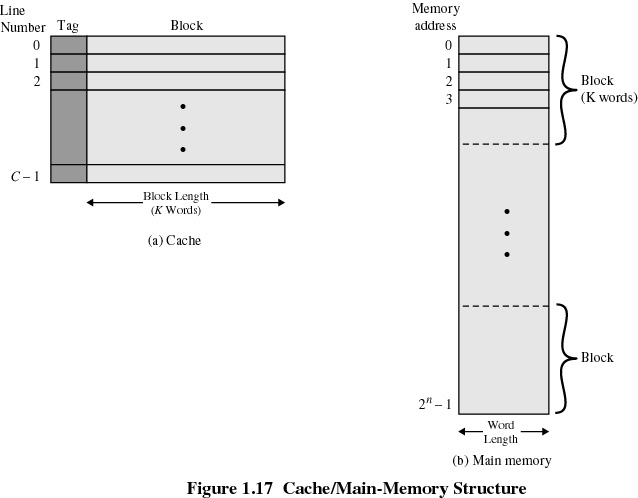 Line
Number Tag Block
0
1
2
C – 1
Block Length
(K Words)
(a) Cache
Memory
address
0
1
2
3
Block
(K words)
Block
2^n – 1
Word
Length
(b) Main memory
Figure 1.17 Cache/Main-Memory Structure